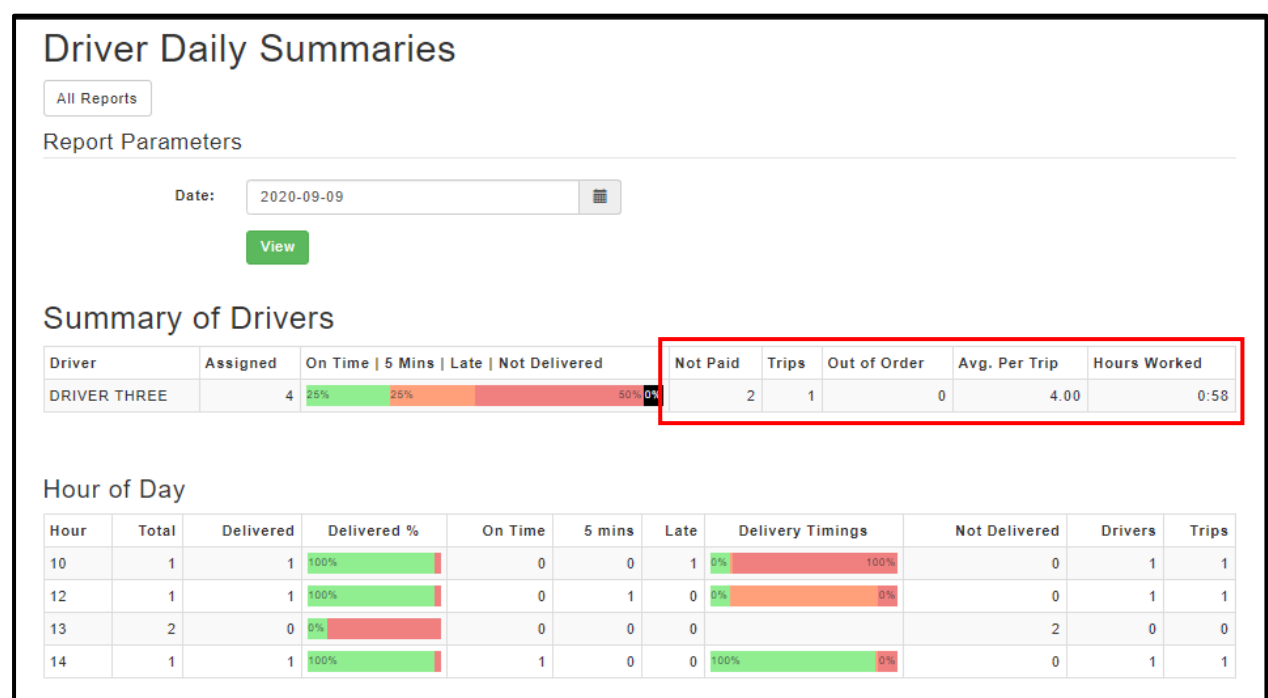 Driver Daily Summaries
All Reports
Report Parameters
Date: 2020-09-09
View
Summary of Drivers
Driver Assigned On Time | 5 Mins | Late | Not Delivered Not Paid Trips Out of Order Avg. Per Trip Hours Worked
DRIVER THREE 4 25% 25% 50% 0% 2 1 0 4.00 0:58
Hour of Day
Hour Total Delivered Delivered % On Time 5 mins Late Delivery Timings Not Delivered Drivers Trips
10 1 1 100% 0 0 1 0% 100% 0 1 1
12 1 1 100% 0 1 0 0% 0% 0 1 1
13 2 0 0% 0 0 0 2 0 0
14 1 1 100% 1 0 0 100% 0% 0 1 1